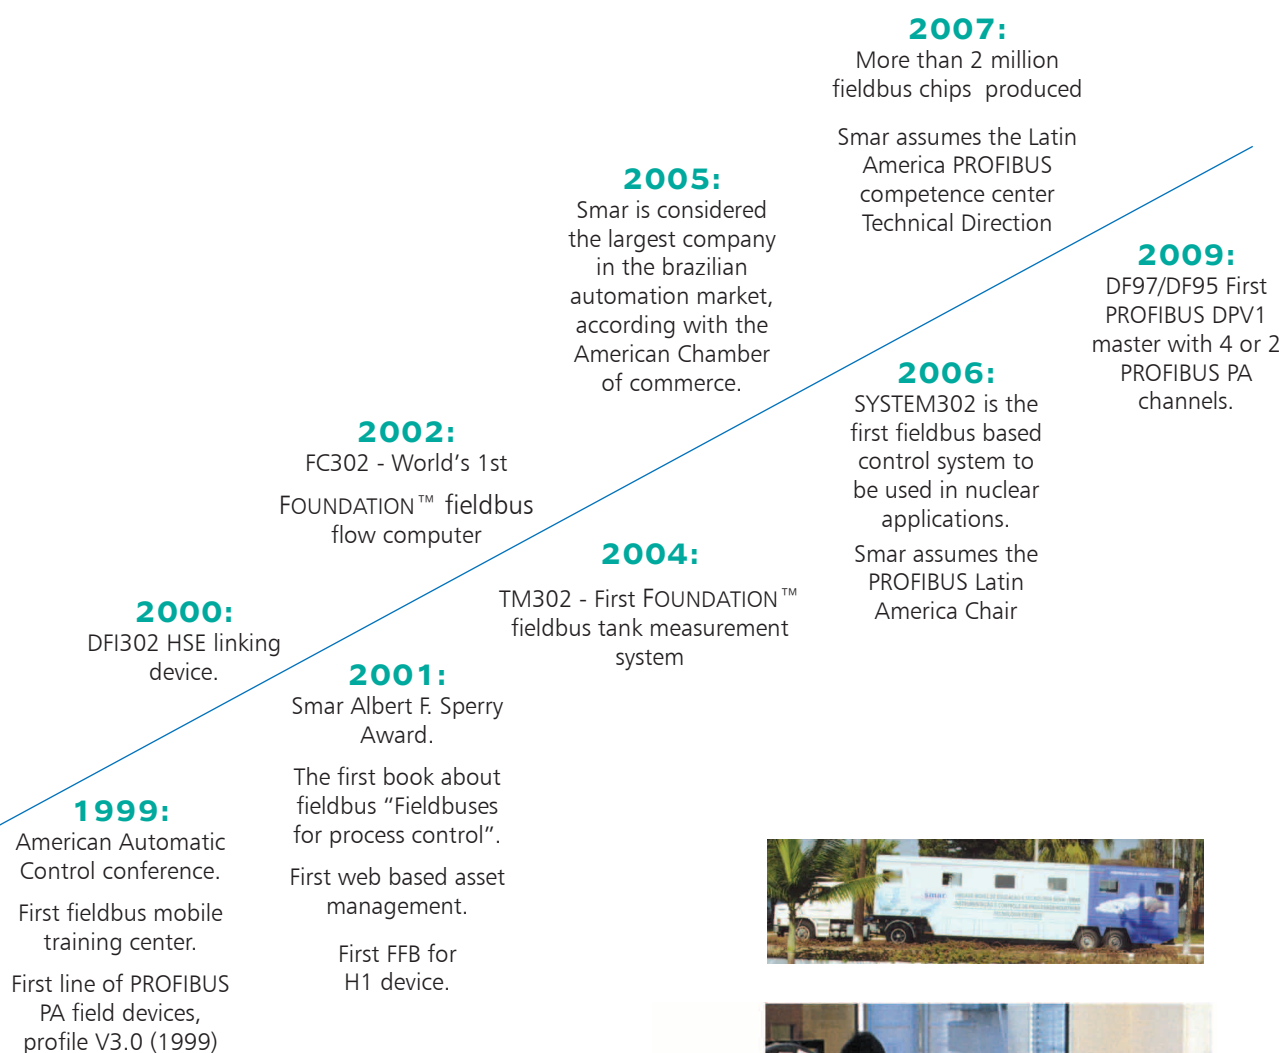 1999:
American Automatic
Control conference.
First fieldbus mobile
training center.
First line of PROFIBUS
PA field devices,
profile V3.0 (1999)
2000:
DFI302 HSE linking
device.
2001:
Smar Albert F. Sperry
Award.
The first book about
fieldbus “Fieldbuses
for process control”.
First web based asset
management.
First FFB for
H1 device.
2002:
FC302 - World's 1st
FOUNDATION™ fieldbus
flow computer
2004:
TM302 - First FOUNDATION™
fieldbus tank measurement
system
2005:
Smar is considered
the largest company
in the brazilian
automation market,
according with the
American Chamber
of commerce.
2006:
SYSTEM302 is the
first fieldbus based
control system to
be used in nuclear
applications.
Smar assumes the
PROFIBUS Latin
America Chair
2007:
More than 2 million
fieldbus chips  produced
Smar assumes the Latin
America PROFIBUS
competence center
Technical Direction
2009:
DF97/DF95 First
PROFIBUS DPV1
master with 4 or 2
PROFIBUS PA
channels.
smar